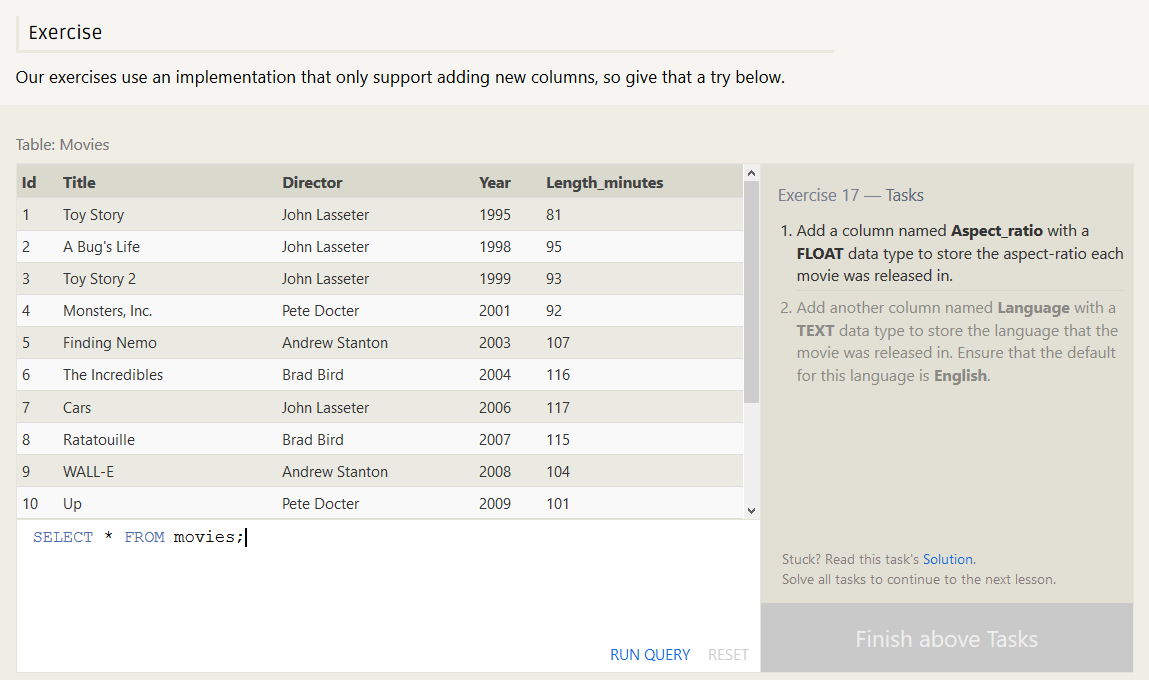 Exercise
Our exercises use an implementation that only support adding new columns, so give that a try below.
Table: Movies
Id Title Director Year Length_minutes
1 Toy Story John Lasseter 1995 81
2 A Bug's Life John Lasseter 1998 95
3 Toy Story 2 John Lasseter 1999 93
4 Monsters, Inc. Pete Docter 2001 92
5 Finding Nemo Andrew Stanton 2003 107
6 The Incredibles Brad Bird 2004 116
7 Cars John Lasseter 2006 117
8 Ratatouille Brad Bird 2007 115
9 WALL-E Andrew Stanton 2008 104
10 Up Pete Docter 2009 101
SELECT * FROM movies;
RUN QUERY RESET
Exercise 17 — Tasks
1. Add a column named Aspect_ratio with a
FLOAT data type to store the aspect-ratio each
movie was released in.
2. Add another column named Language with a
TEXT data type to store the language that the
movie was released in. Ensure that the default
for this language is English.
Stuck? Read this task's Solution.
Solve all tasks to continue to the next lesson.
Finish above Tasks